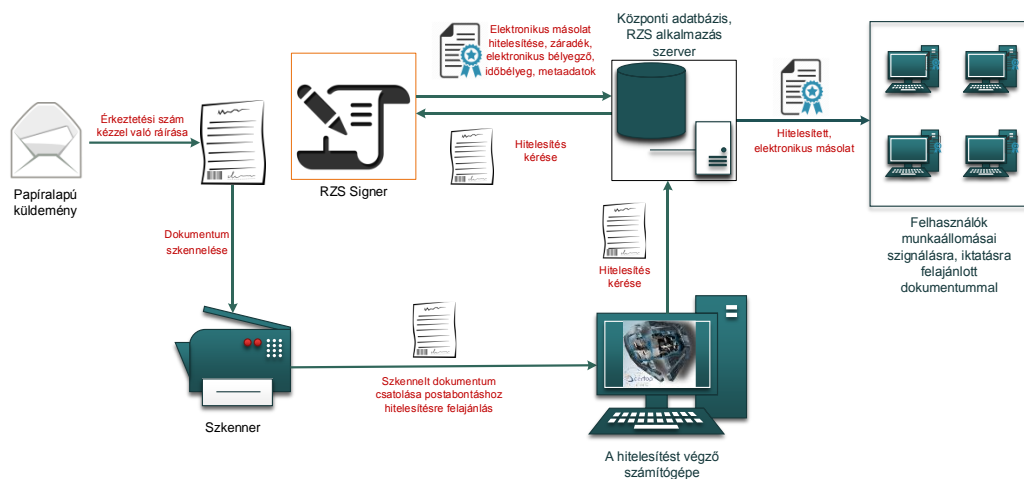 Elektronikus másolat
hitelesítése, záradék,
elektronikus bélyegző,
időbélyeg, metaadatok
Központi adatbázis,
RZS alkalmazás
szerver
Érkeztetési szám
kézzel való ráírása
Hitelesítés
kérése
Hitelesített,
elektronikus másolat
Papíralapú
küldemény
RZS Signer
Dokumentum
szkennelése
Hitelesítés
kérése
Felhasználók
munkaállomásai
szignálásra, iktatásra
felajánlott
dokumentummal
Szkennelt dokumentum
csatolása postabontáshoz
hitelesítésre felajánlás
Szkenner
A hitelesítést végző
számítógépe